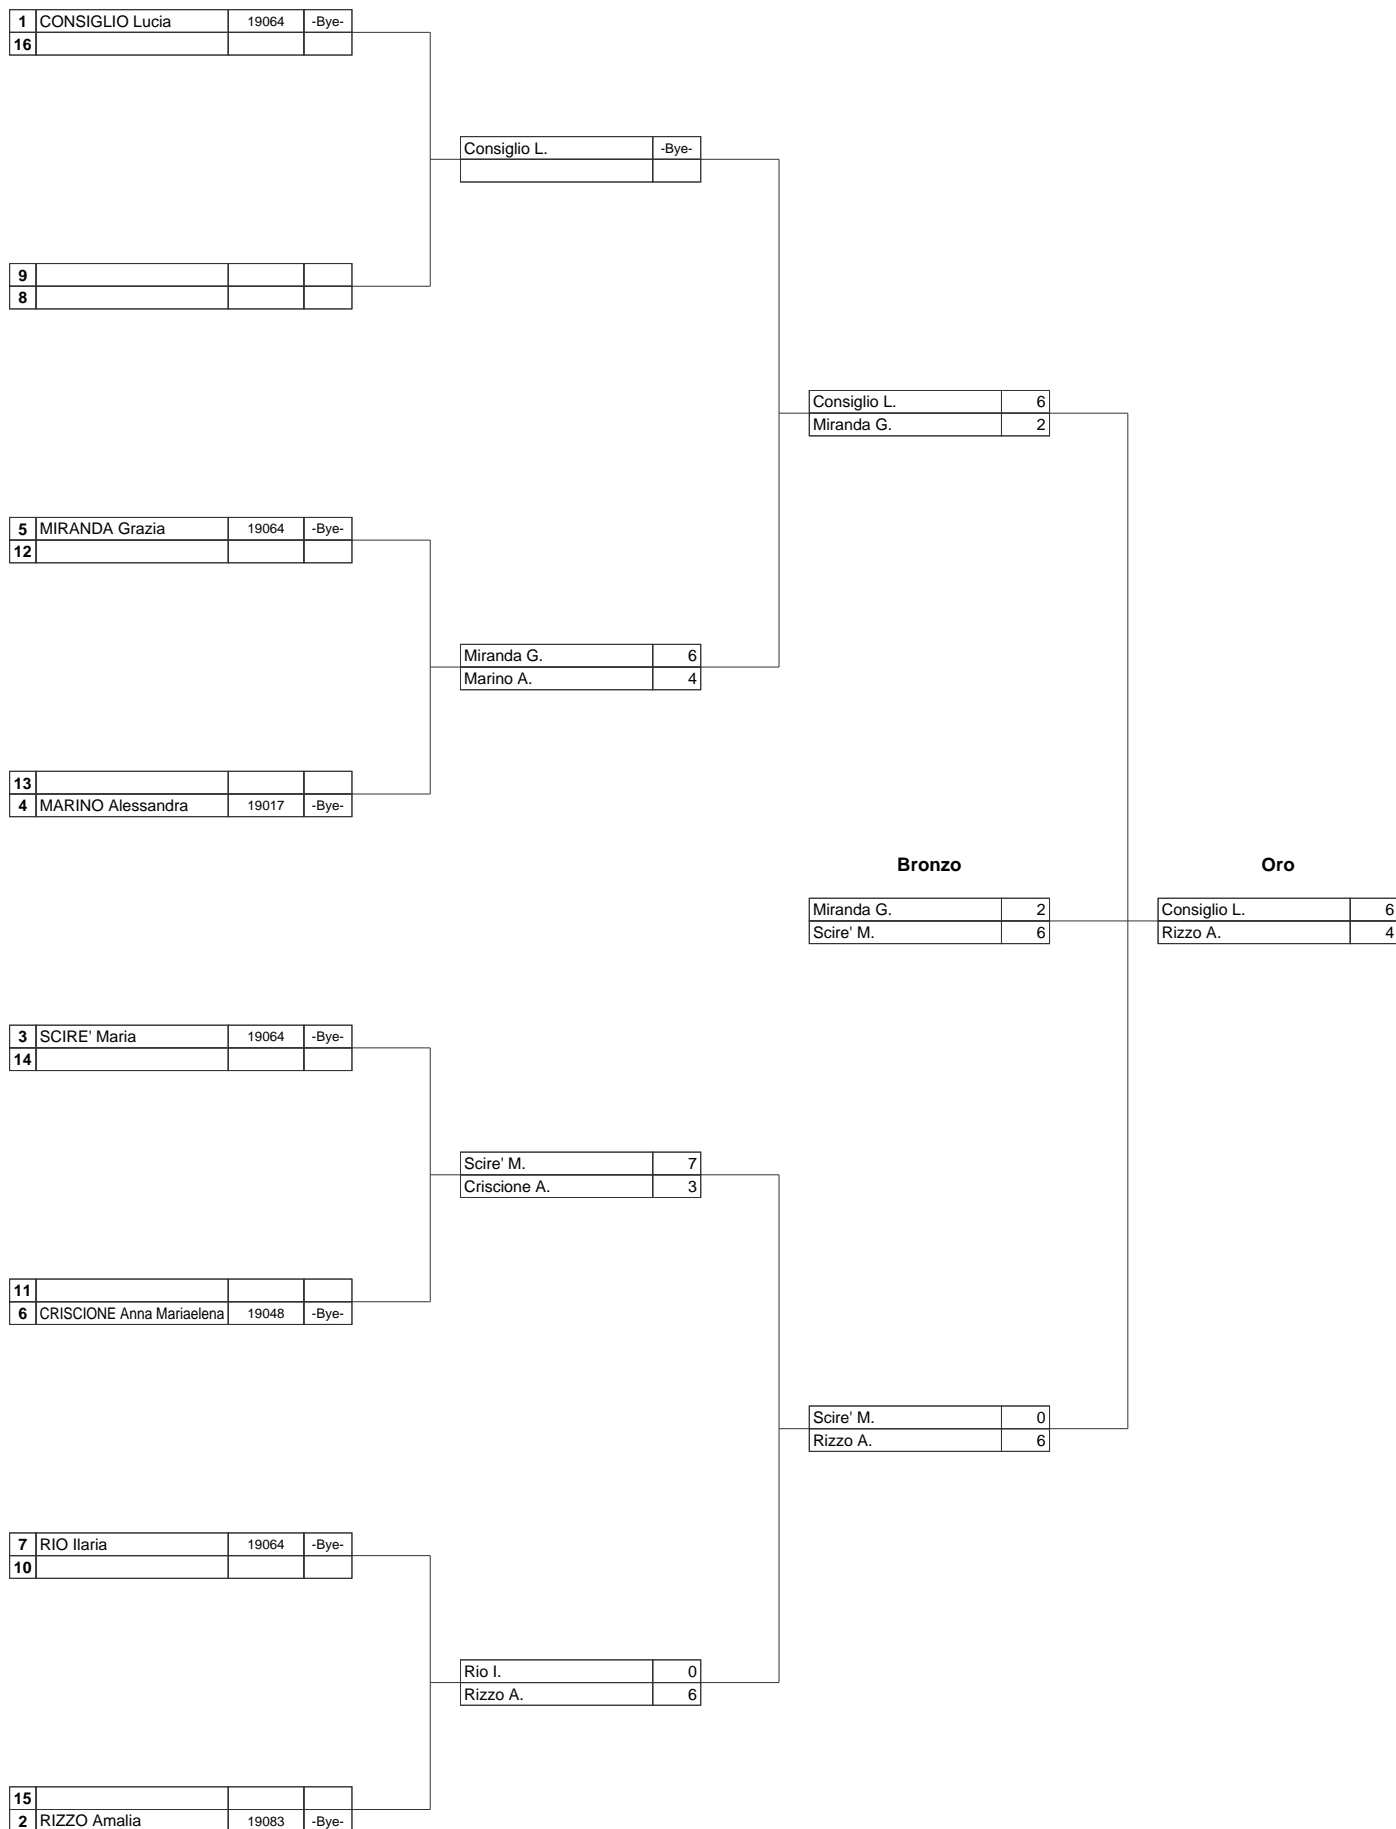 1 CONSIGLIO Lucia 19064 -Bye-
16
Consiglio L. -Bye-
9
8
Consiglio L. 6
Miranda G. 2
5 MIRANDA Grazia 19064 -Bye-
12
Miranda G. 6
Marino A. 4
13
4 MARINO Alessandra 19017 -Bye-
Bronzo Oro
Miranda G. 2 Consiglio L. 6
Scire' M. 6 Rizzo A. 4
3 SCIRE' Maria 19064 -Bye-
14
Scire' M. 7
Criscione A. 3
11
6 CRISCIONE Anna Mariaelena 19048 -Bye-
Scire' M. 0
Rizzo A. 6
7 RIO Ilaria 19064 -Bye-
10
Rio I. 0
Rizzo A. 6
15
2 RIZZO Amalia 19083 -Bye-